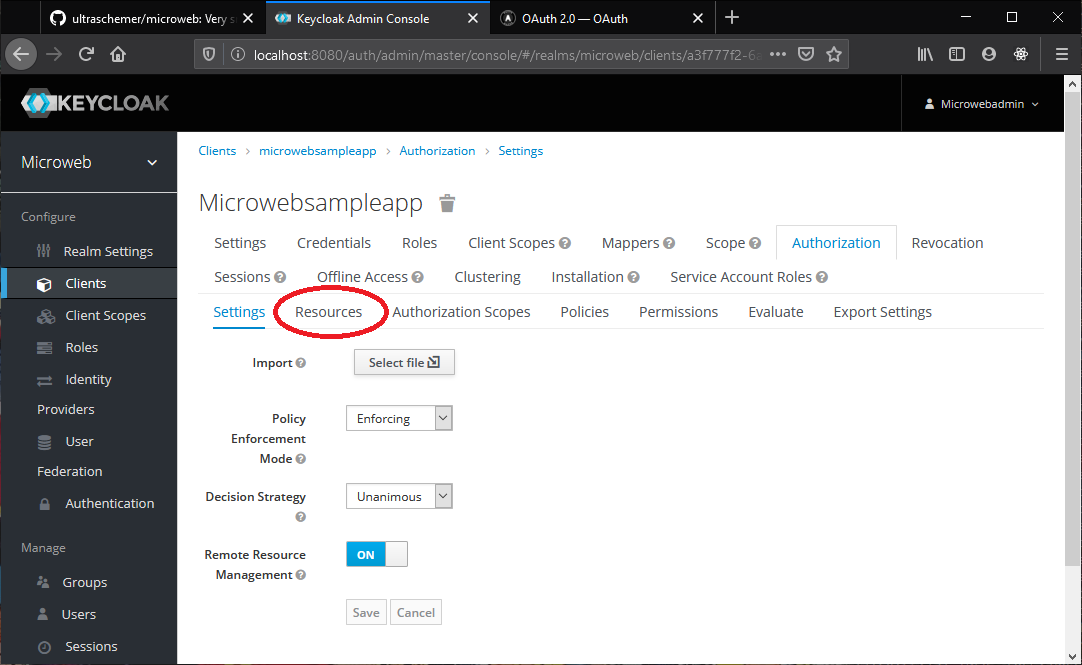 ultraschemer/microweb: Very s
Keycloak Admin Console
OAuth 2.0 — OAuth
localhost:8080/auth/admin/master/console/#/realms/microweb/clients/a3f777f2-6a
KEYCLOAK
Microwebadmin
Microweb
Configure
Realm Settings
Clients
Client Scopes
Roles
Identity
Providers
User
Federation
Authentication
Manage
Groups
Users
Sessions
Clients > microwebsampleapp > Authorization > Settings
Microwebsampleapp
Settings Credentials Roles Client Scopes Mappers Scope Authorization Revocation
Sessions Offline Access Clustering Installation Service Account Roles
Settings Resources Authorization Scopes Policies Permissions Evaluate Export Settings
Import Select file
Policy
Enforcement
Mode
Enforcing
Decision Strategy Unanimous
Remote Resource
Management
ON
Save Cancel